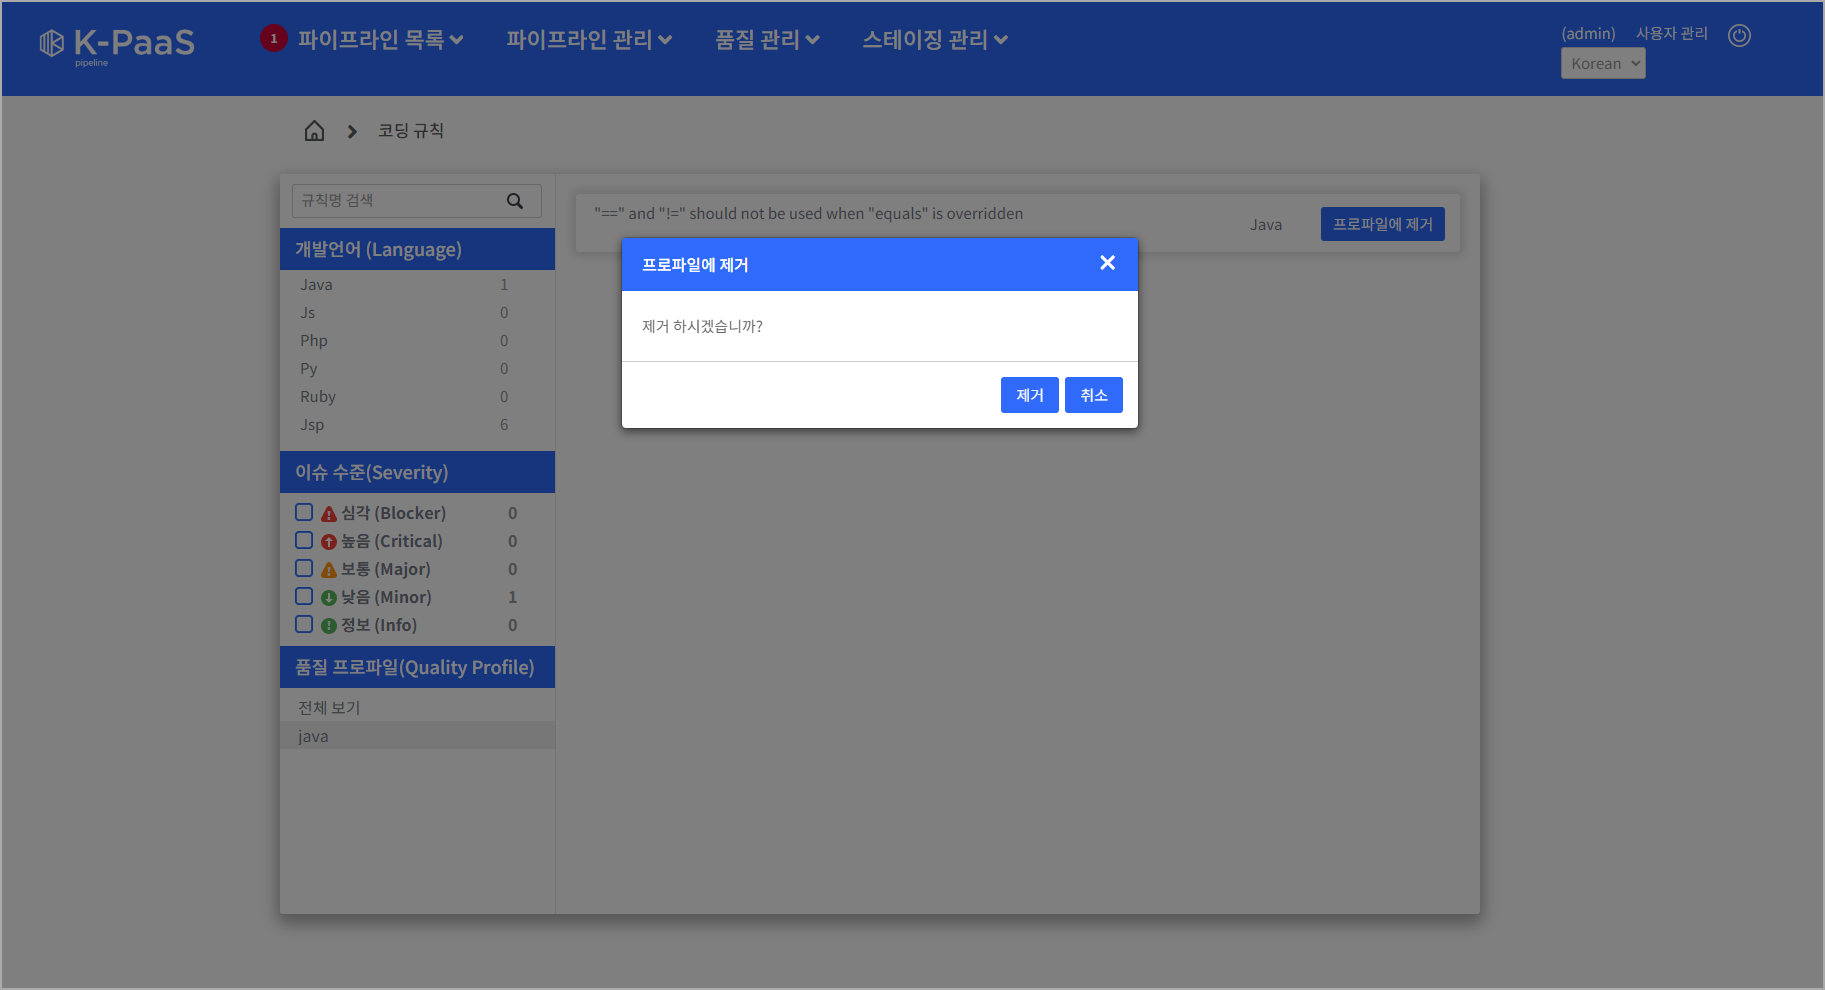 K-PaaS
pipeline
1 파이프라인 목록 파이프라인 관리 품질 관리 스테이징 관리
(admin) 사용자 관리
Korean
코딩 규칙
규칙명 검색
개발언어 (Language)
Java 1
Js 0
Php 0
Py 0
Ruby 0
Jsp 6
이슈 수준(Severity)
심각 (Blocker) 0
높음 (Critical) 0
보통 (Major) 0
낮음 (Minor) 1
정보 (Info) 0
품질 프로파일(Quality Profile)
전체 보기
java
"==" and "!=" should not be used when "equals" is overridden
Java 프로파일에 제거
프로파일에 제거
제거 하시겠습니까?
제거 취소